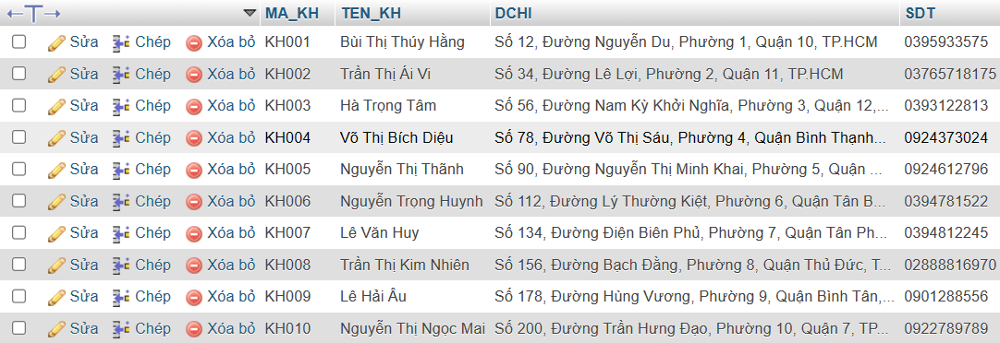 MA_KH TEN_KH DCHI SDT
Sửa Chép Xóa bỏ KH001 Bùi Thị Thúy Hằng Số 12, Đường Nguyễn Du, Phường 1, Quận 10, TP.HCM 0395933575
Sửa Chép Xóa bỏ KH002 Trần Thị Ái Vi Số 34, Đường Lê Lợi, Phường 2, Quận 11, TP.HCM 03765718175
Sửa Chép Xóa bỏ KH003 Hà Trọng Tâm Số 56, Đường Nam Kỳ Khởi Nghĩa, Phường 3, Quận 12,... 0393122813
Sửa Chép Xóa bỏ KH004 Võ Thị Bích Diệu Số 78, Đường Võ Thị Sáu, Phường 4, Quận Bình Thạnh... 0924373024
Sửa Chép Xóa bỏ KH005 Nguyễn Thị Thãnh Số 90, Đường Nguyễn Thị Minh Khai, Phường 5, Quận ... 0924612796
Sửa Chép Xóa bỏ KH006 Nguyễn Trọng Huynh Số 112, Đường Lý Thường Kiệt, Phường 6, Quận Tân B... 0394781522
Sửa Chép Xóa bỏ KH007 Lê Văn Huy Số 134, Đường Điện Biên Phủ, Phường 7, Quận Tân Ph... 0394812245
Sửa Chép Xóa bỏ KH008 Trần Thị Kim Nhiên Số 156, Đường Bạch Đằng, Phường 8, Quận Thủ Đức, T... 02888816970
Sửa Chép Xóa bỏ KH009 Lê Hải Âu Số 178, Đường Hùng Vương, Phường 9, Quận Bình Tân,... 0901288556
Sửa Chép Xóa bỏ KH010 Nguyễn Thị Ngọc Mai Số 200, Đường Trần Hưng Đạo, Phường 10, Quận 7, TP... 0922789789